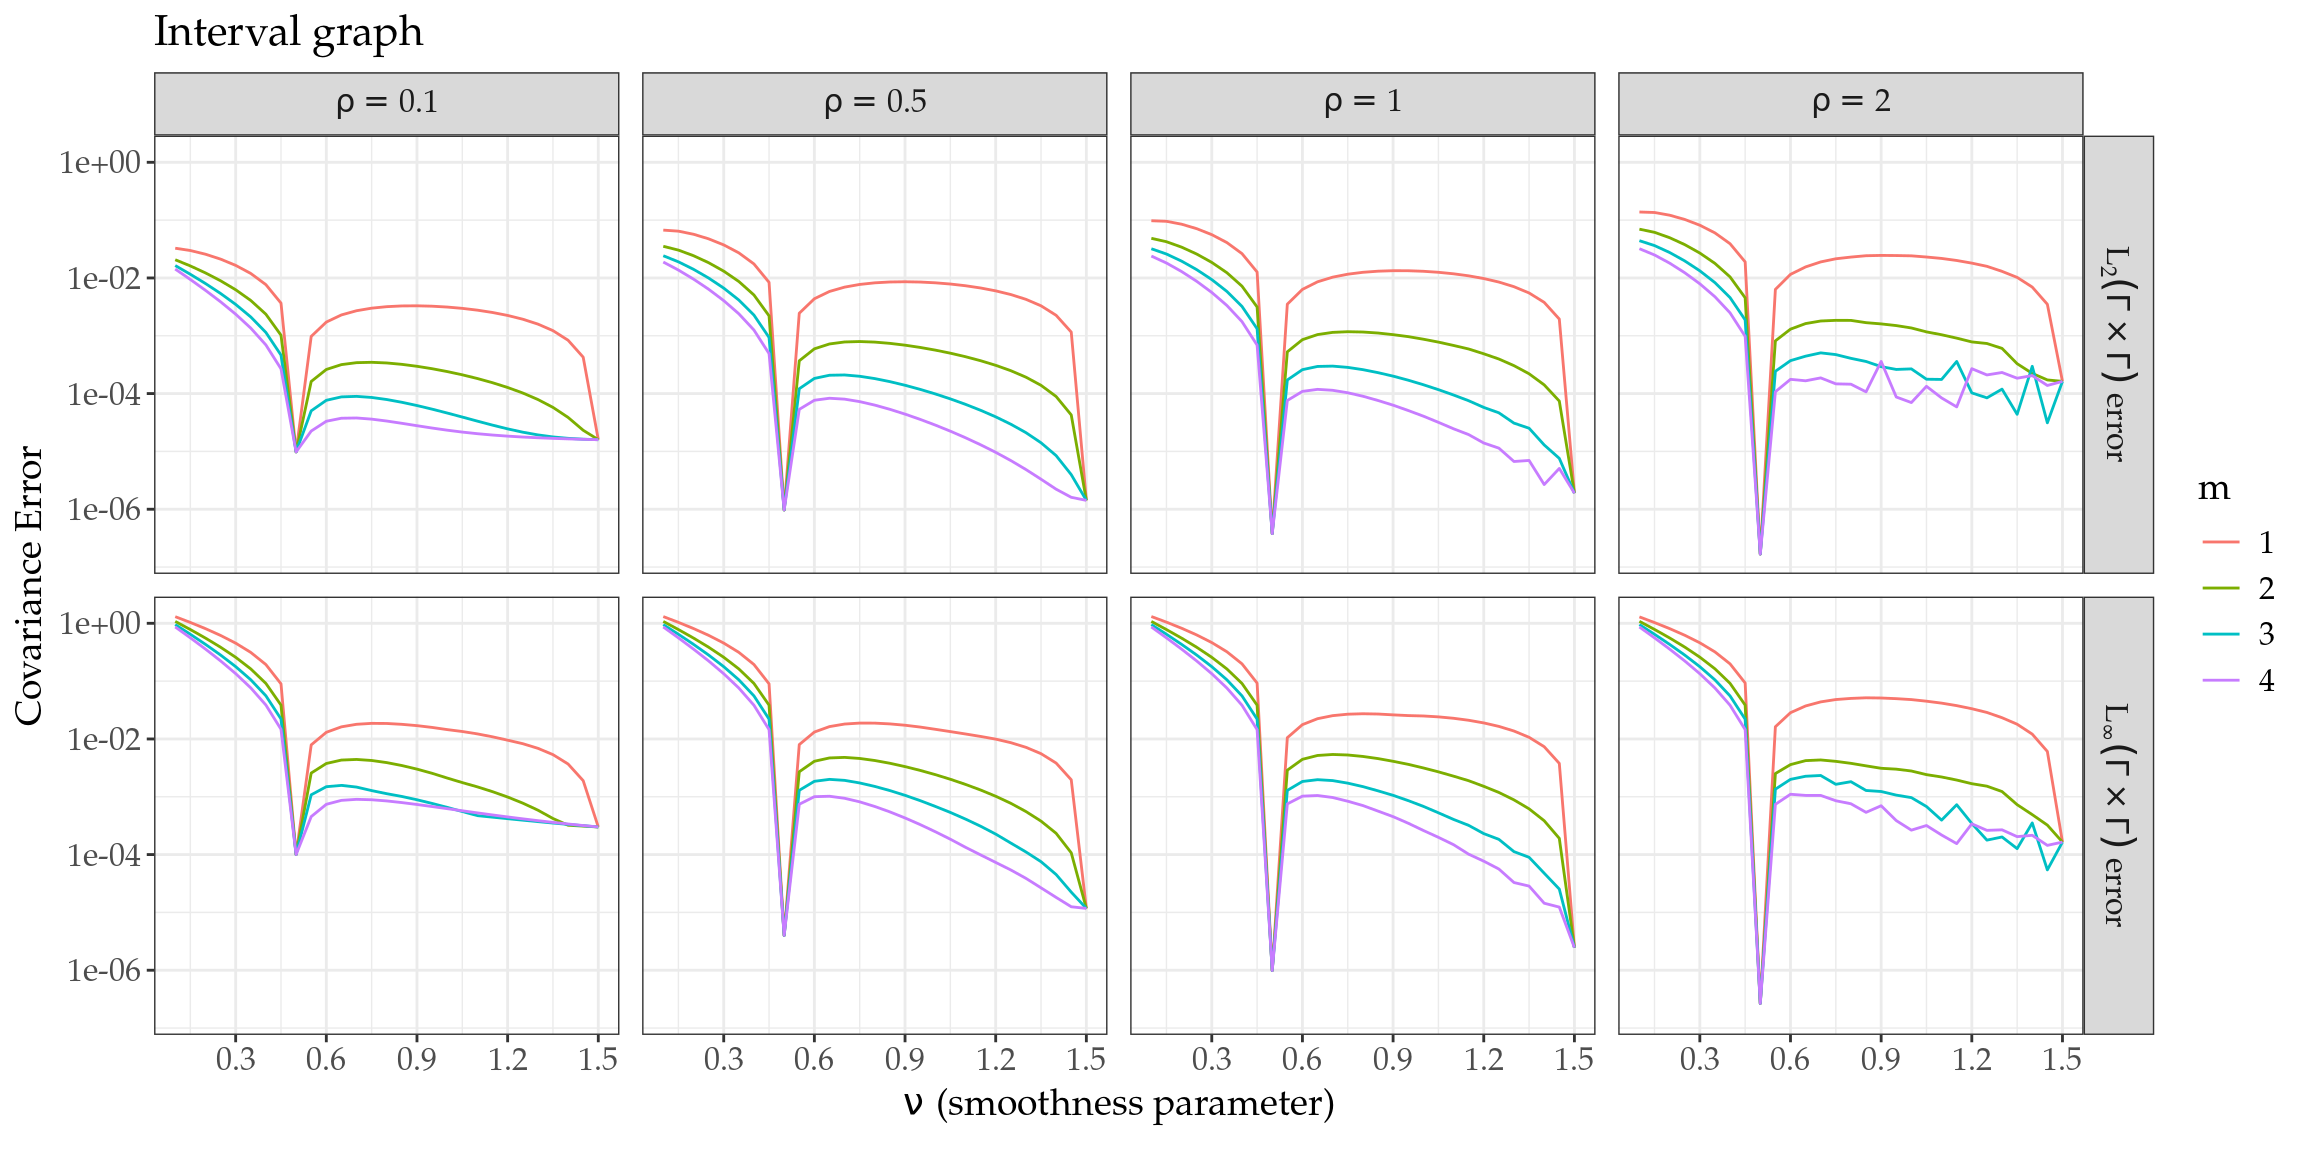 Interval graph
ρ = 0.1
ρ = 0.5
ρ = 1
ρ = 2
1e+00
1e-02
1e-04
1e-06
L₂(Γ × Γ) error
1e+00
1e-02
1e-04
1e-06
L∞(Γ × Γ) error
Covariance Error
0.3 0.6 0.9 1.2 1.5
0.3 0.6 0.9 1.2 1.5
0.3 0.6 0.9 1.2 1.5
0.3 0.6 0.9 1.2 1.5
ν (smoothness parameter)
m
1
2
3
4